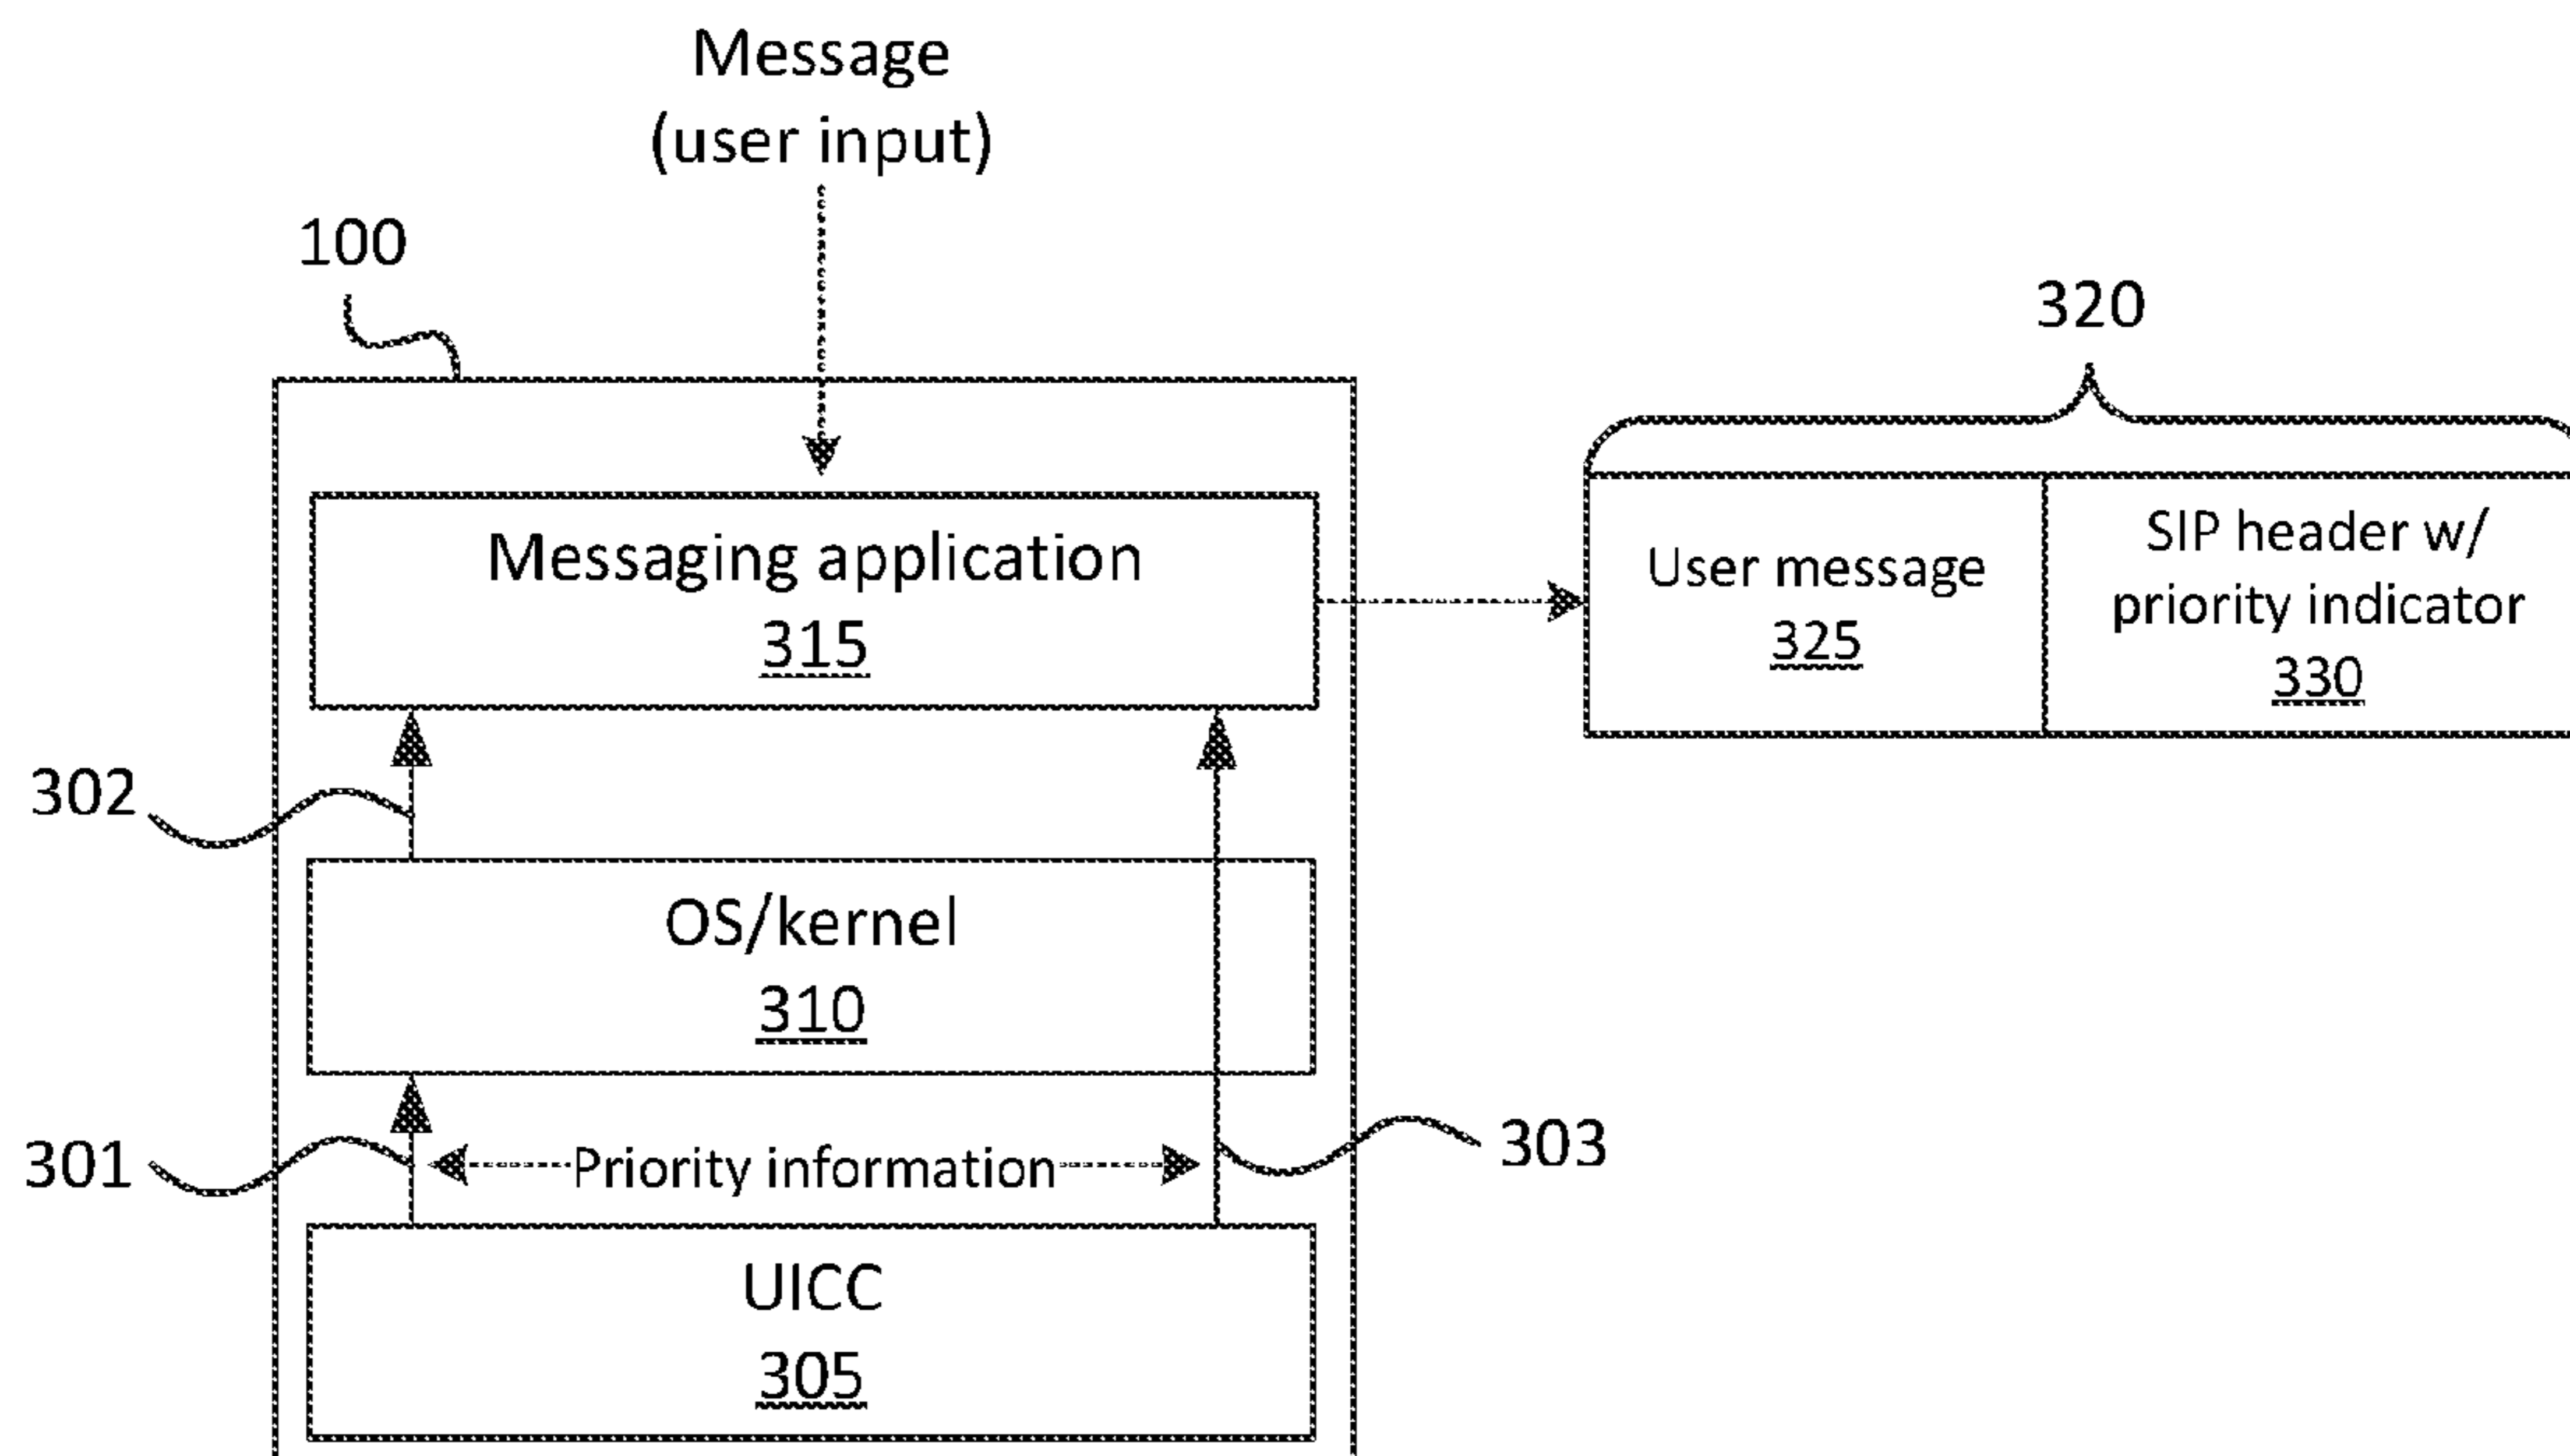 Message
(user input)
100
320
Messaging application
315
User message
325
SIP header w/
priority indicator
330
302
OS/kernel
310
301
Priority information
303
UICC
305